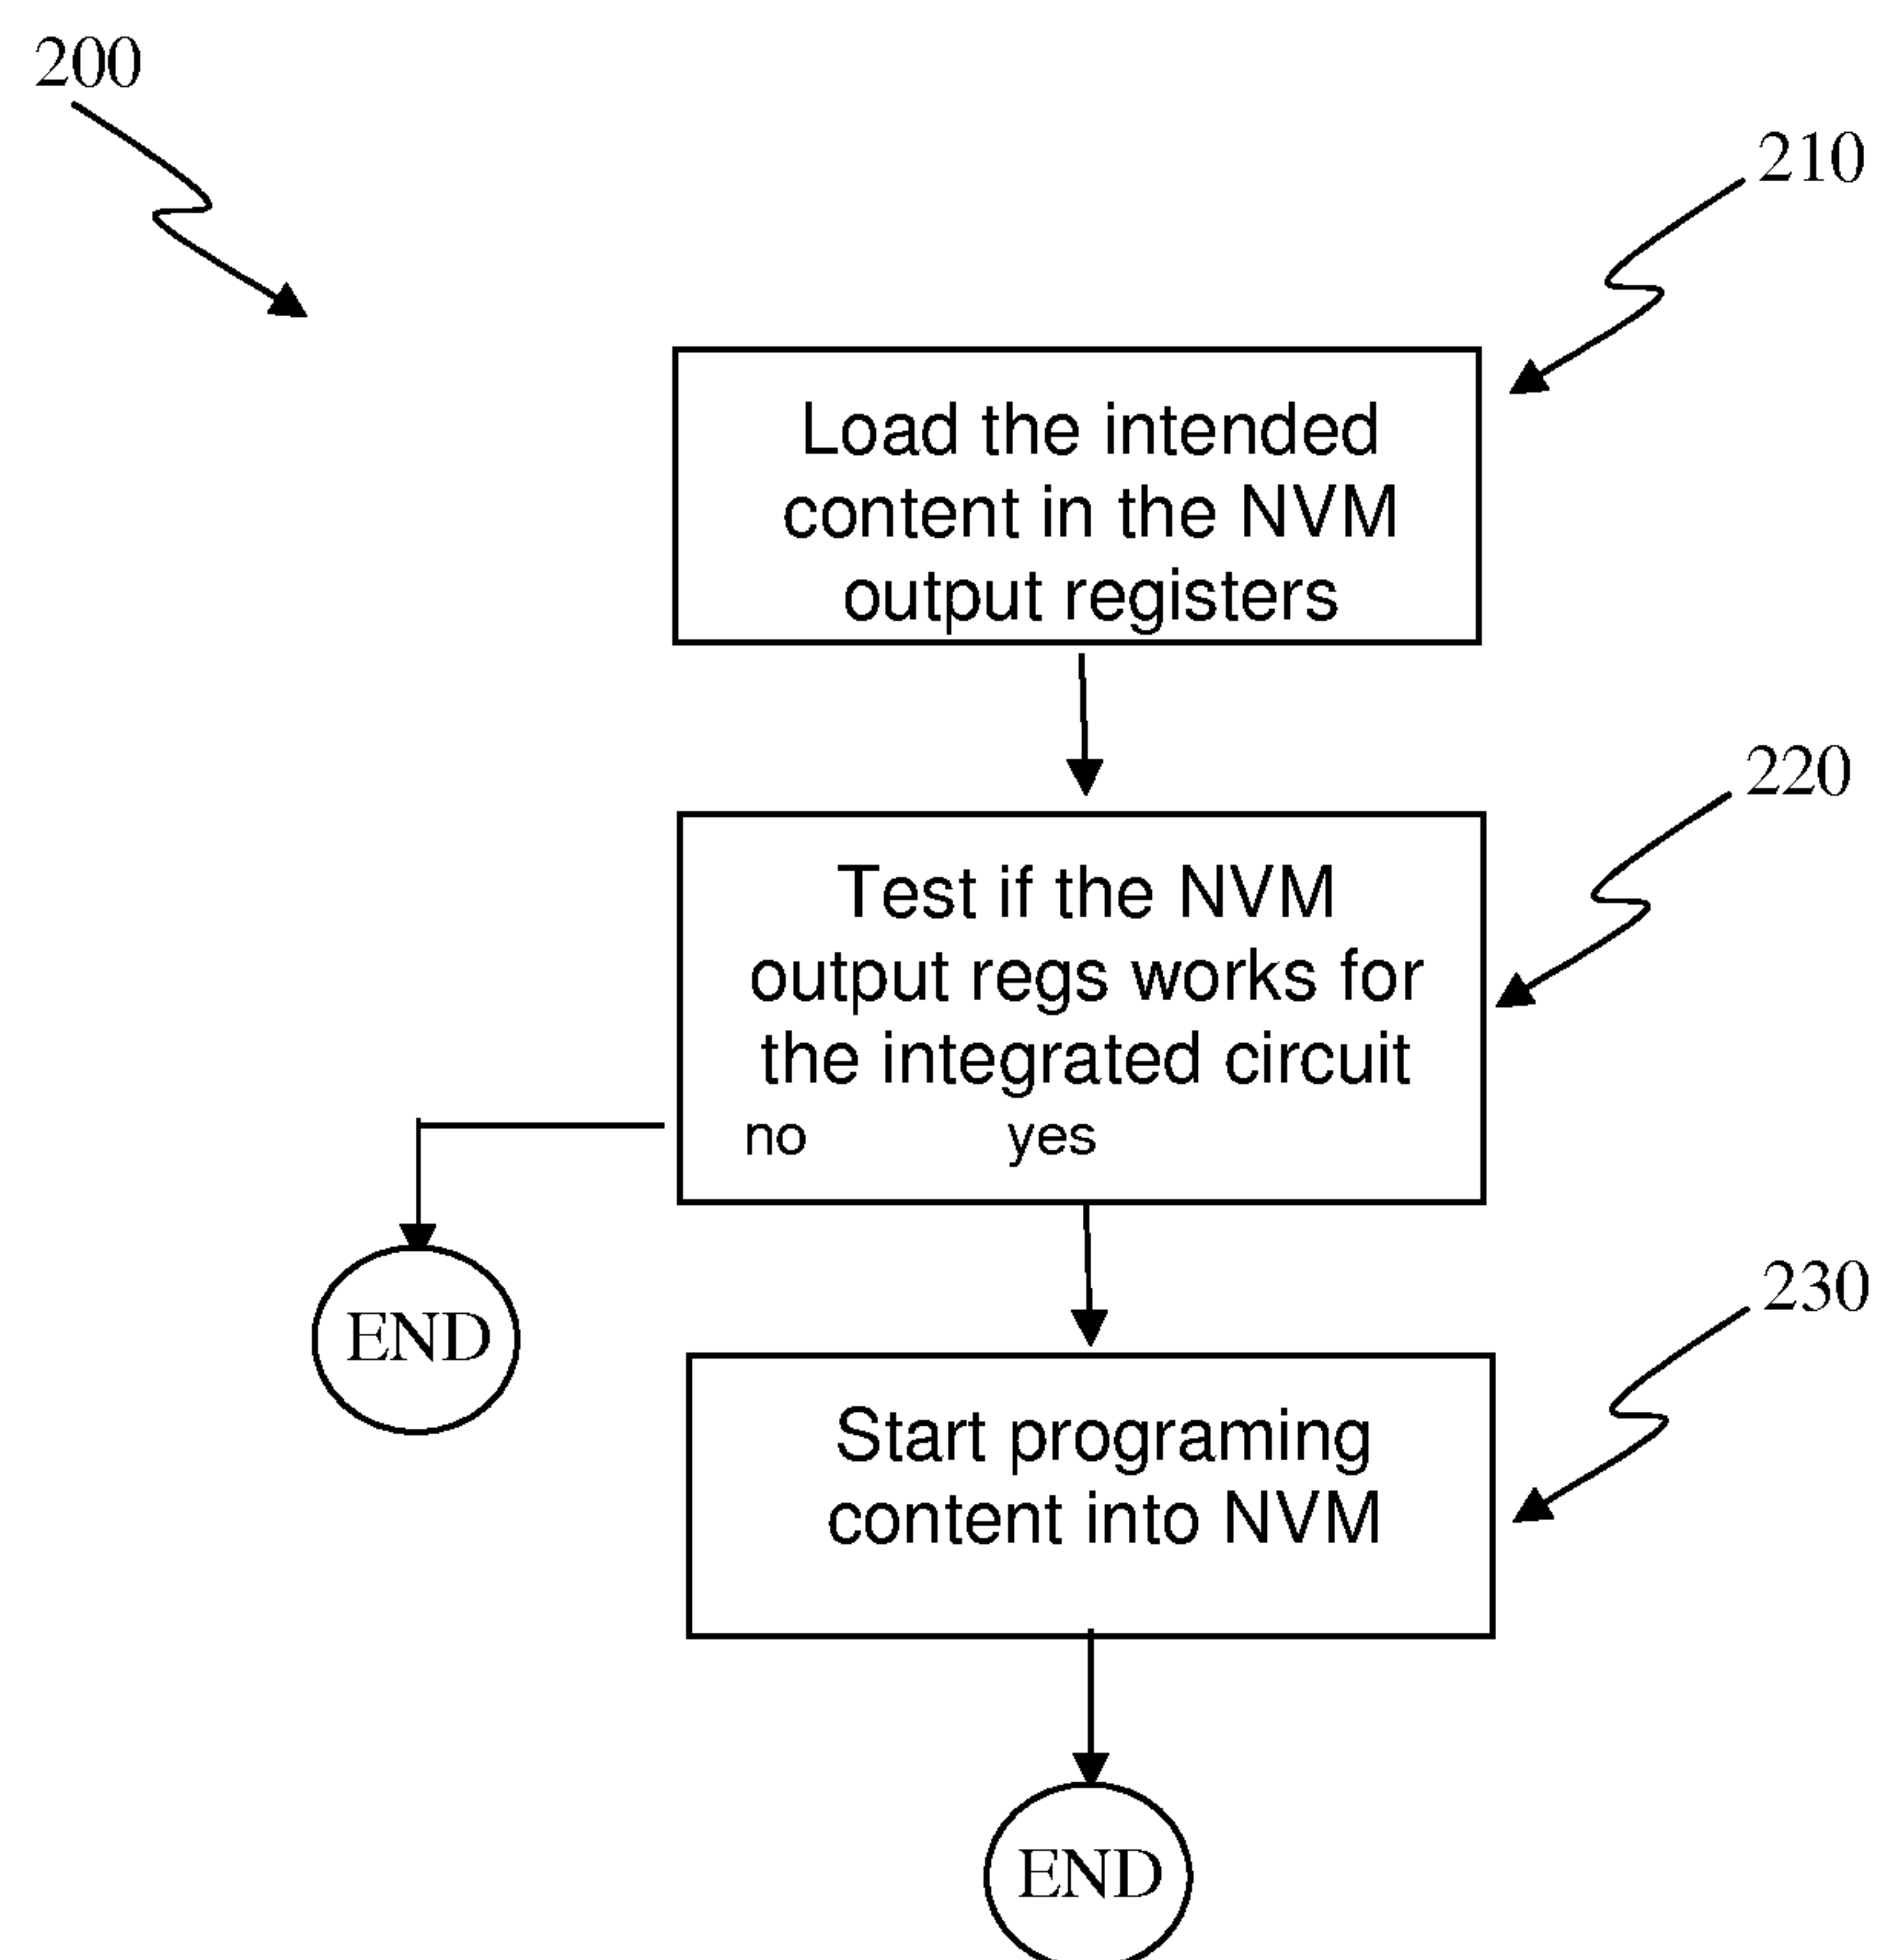 200
210
Load the intended
content in the NVM
output registers
220
Test if the NVM
output regs works for
the integrated circuit
no yes
230
END
Start programing
content into NVM
END